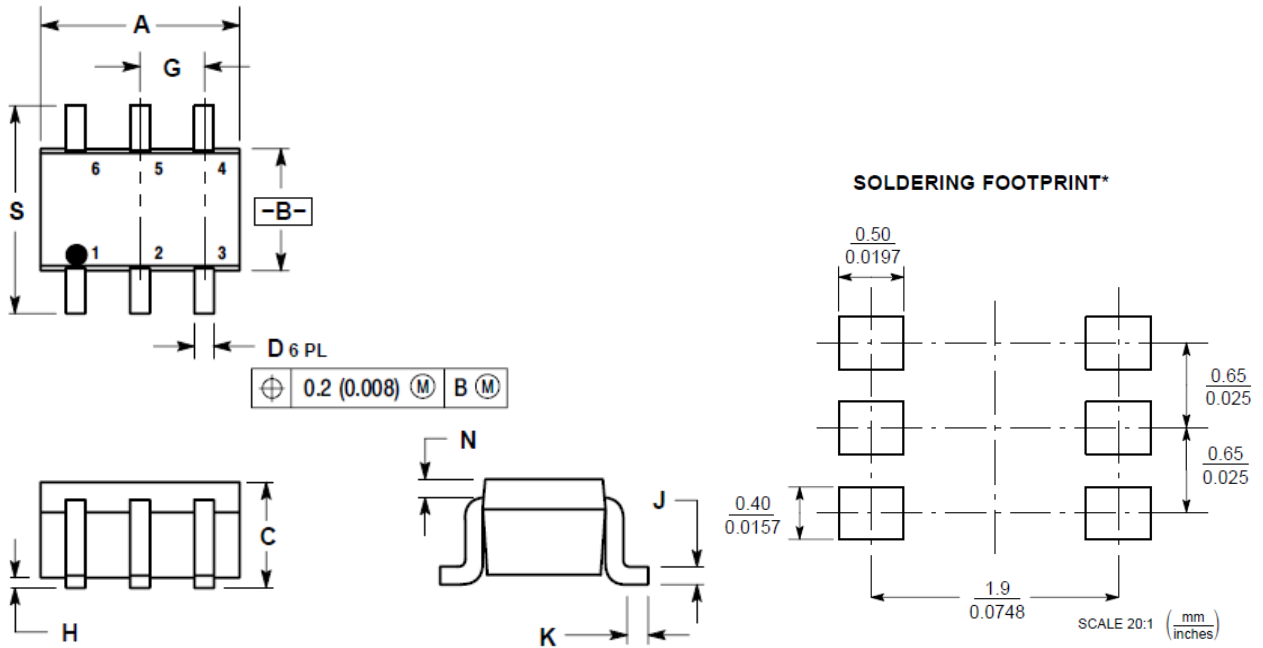 A
G
6 5 4
S
–B–
1 2 3
D 6 PL
0.2 (0.008) Ⓜ B Ⓜ
N
J
C
H
K
SOLDERING FOOTPRINT*
0.50
0.0197
0.65
0.025
0.65
0.025
0.40
0.0157
1.9
0.0748
SCALE 20:1 (mm
inches)